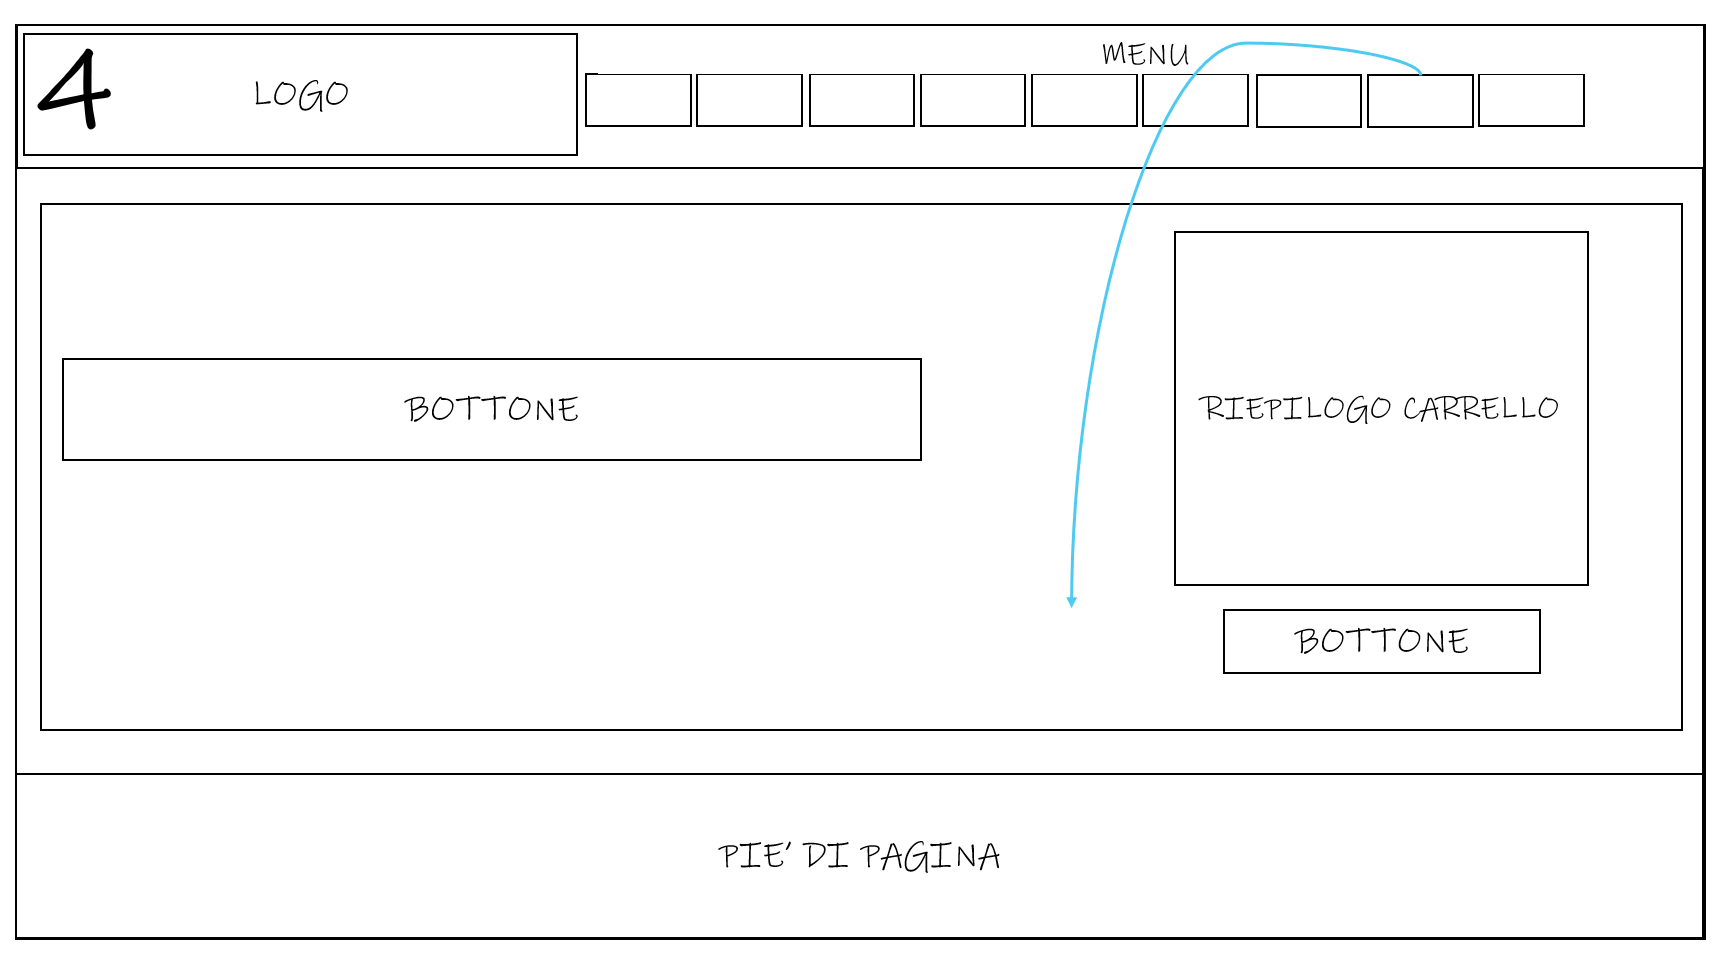 4
LOGO
MENU
BOTTONE
RIEPILOGO CARRELLO
BOTTONE
PIE' DI PAGINA